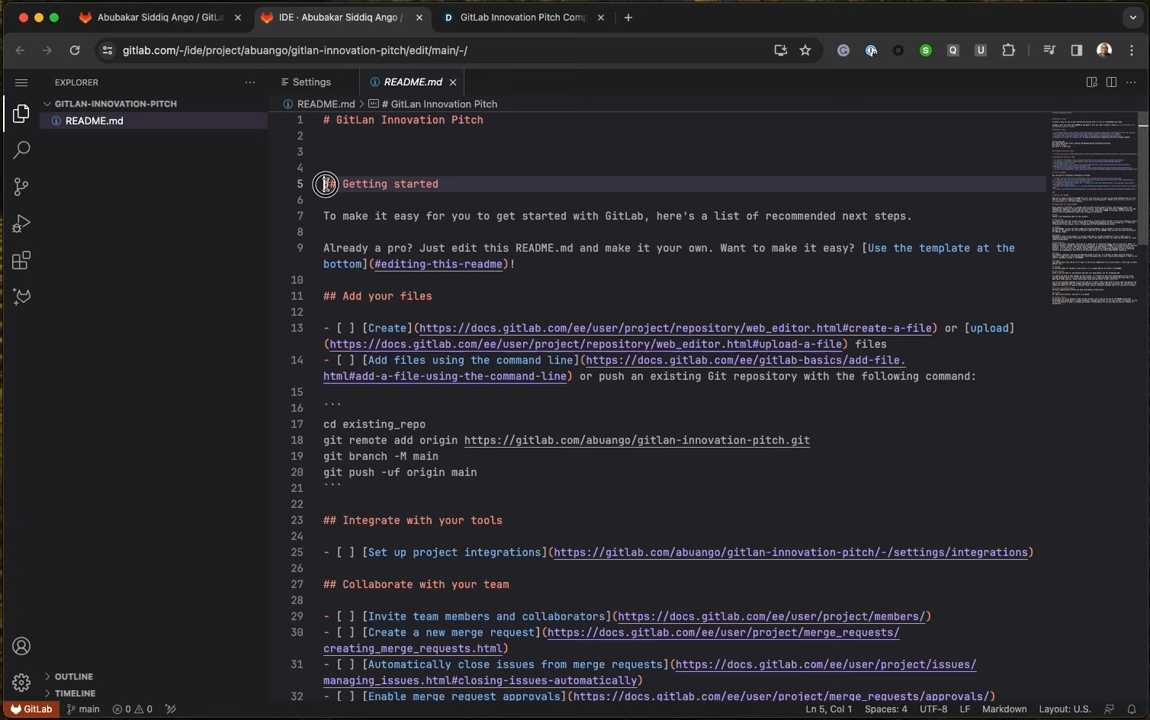 Abubakar Siddiq Ango / GitLa
IDE · Abubakar Siddiq Ango /
GitLab Innovation Pitch Comp
gitlab.com/-/ide/project/abuango/gitlan-innovation-pitch/edit/main/-/
EXPLORER
GITLAN-INNOVATION-PITCH
README.md
OUTLINE
TIMELINE
Settings
README.md
README.md > # GitLan Innovation Pitch
1 # GitLan Innovation Pitch
2
3
4
5 ## Getting started
6
7 To make it easy for you to get started with GitLab, here's a list of recommended next steps.
8
9 Already a pro? Just edit this README.md and make it your own. Want to make it easy? [Use the template at the
bottom](#editing-this-readme)!
10
11 ## Add your files
12
13 - [ ] [Create](https://docs.gitlab.com/ee/user/project/repository/web_editor.html#create-a-file) or [upload]
(https://docs.gitlab.com/ee/user/project/repository/web_editor.html#upload-a-file) files
14 - [ ] [Add files using the command line](https://docs.gitlab.com/ee/gitlab-basics/add-file.
html#add-a-file-using-the-command-line) or push an existing Git repository with the following command:
15
16 ```
17 cd existing_repo
18 git remote add origin https://gitlab.com/abuango/gitlan-innovation-pitch.git
19 git branch -M main
20 git push -uf origin main
21 ```
22
23 ## Integrate with your tools
24
25 - [ ] [Set up project integrations](https://gitlab.com/abuango/gitlan-innovation-pitch/-/settings/integrations)
26
27 ## Collaborate with your team
28
29 - [ ] [Invite team members and collaborators](https://docs.gitlab.com/ee/user/project/members/)
30 - [ ] [Create a new merge request](https://docs.gitlab.com/ee/user/project/merge_requests/
creating_merge_requests.html)
31 - [ ] [Automatically close issues from merge requests](https://docs.gitlab.com/ee/user/project/issues/
managing_issues.html#closing-issues-automatically)
32 - [ ] [Enable merge request approvals](https://docs.gitlab.com/ee/user/project/merge_requests/approvals/)
GitLab main 0 0 Ln 5, Col 1 Spaces: 4 UTF-8 LF Markdown Layout: U.S.